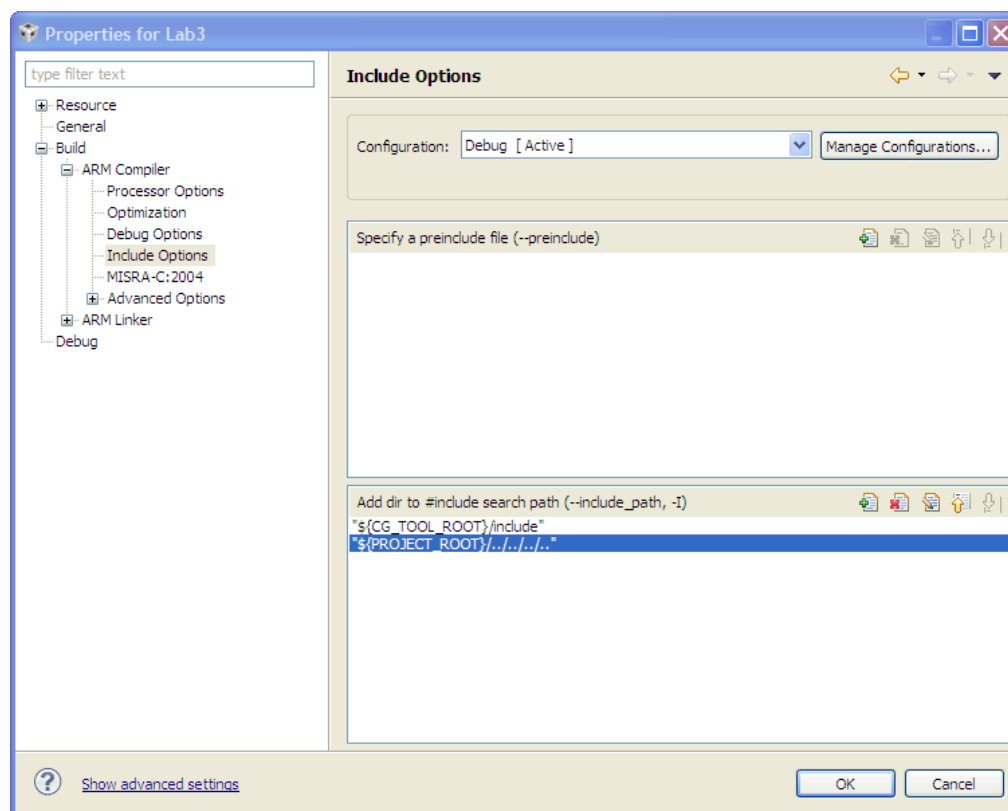 Properties for Lab3
type filter text
Resource
General
Build
ARM Compiler
Processor Options
Optimization
Debug Options
Include Options
MISRA-C:2004
Advanced Options
ARM Linker
Debug
Include Options
Configuration: Debug [ Active ] Manage Configurations...
Specify a preinclude file (--preinclude)
Add dir to #include search path (--include_path, -I)
"${CG_TOOL_ROOT}/include"
"${PROJECT_ROOT}/../../../.."
? Show advanced settings
OK Cancel